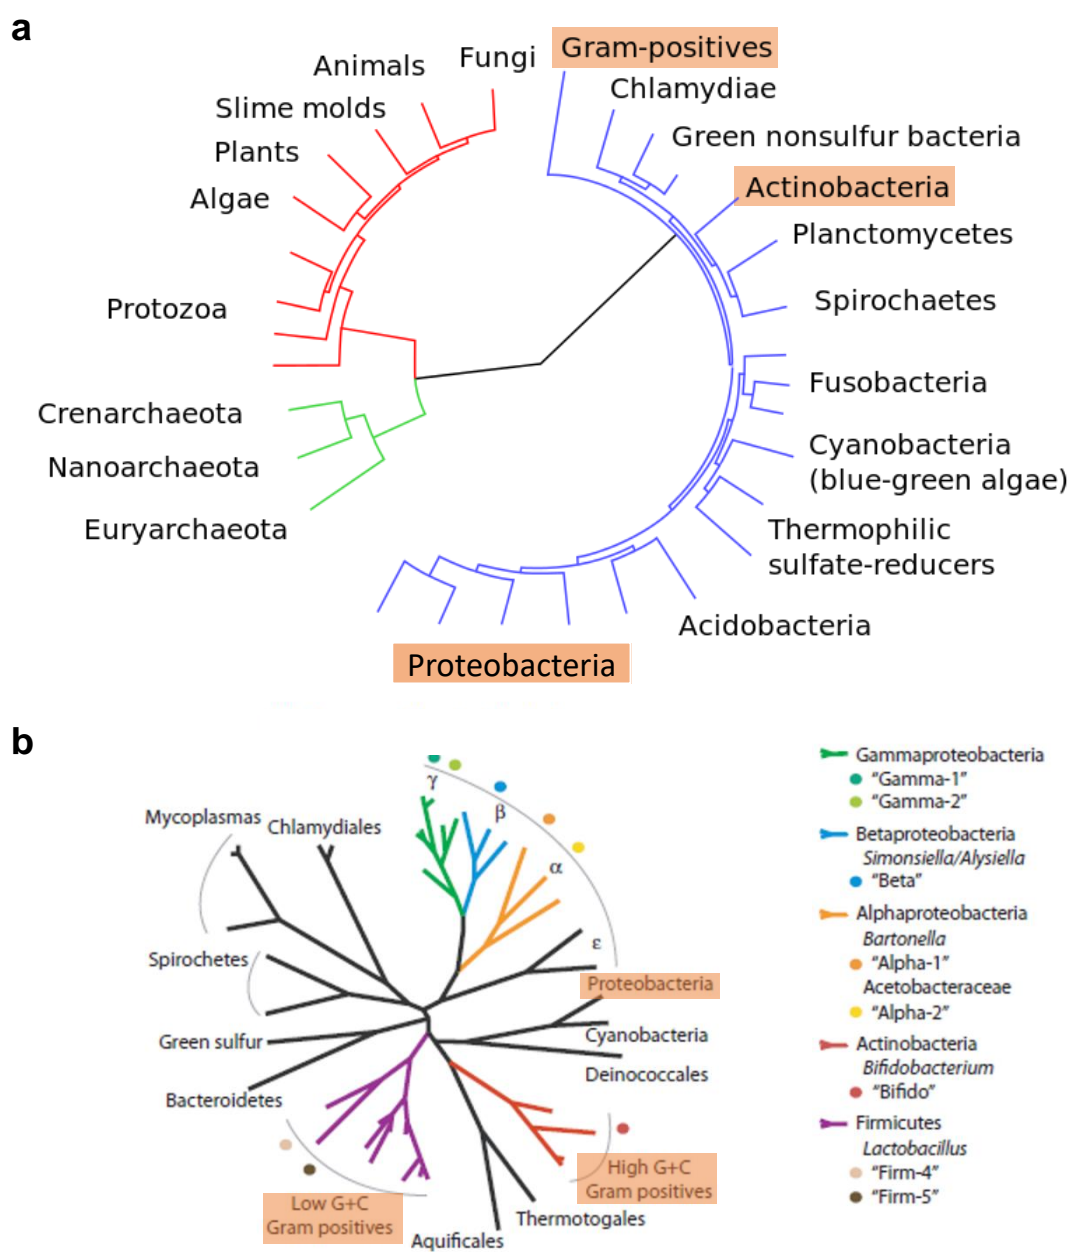 a
Fungi
Gram-positives
Animals
Chlamydiae
Slime molds
Green nonsulfur bacteria
Plants
Actinobacteria
Algae
Planctomycetes
Protozoa
Spirochaetes
Fusobacteria
Crenarchaeota
Cyanobacteria
(blue-green algae)
Nanoarchaeota
Euryarchaeota
Thermophilic
sulfate-reducers
Acidobacteria
Proteobacteria
b
γ
β
α
ε
Mycoplasmas
Chlamydiales
Spirochetes
Proteobacteria
Green sulfur
Cyanobacteria
Deinococcales
Bacteroidetes
High G+C
Gram positives
Low G+C
Gram positives
Thermotogales
Aquificales
Gammaproteobacteria
“Gamma-1”
“Gamma-2”
Betaproteobacteria
Simonsiella/Alysiella
“Beta”
Alphaproteobacteria
Bartonella
“Alpha-1”
Acetobacteraceae
“Alpha-2”
Actinobacteria
Bifidobacterium
“Bifido”
Firmicutes
Lactobacillus
“Firm-4”
“Firm-5”